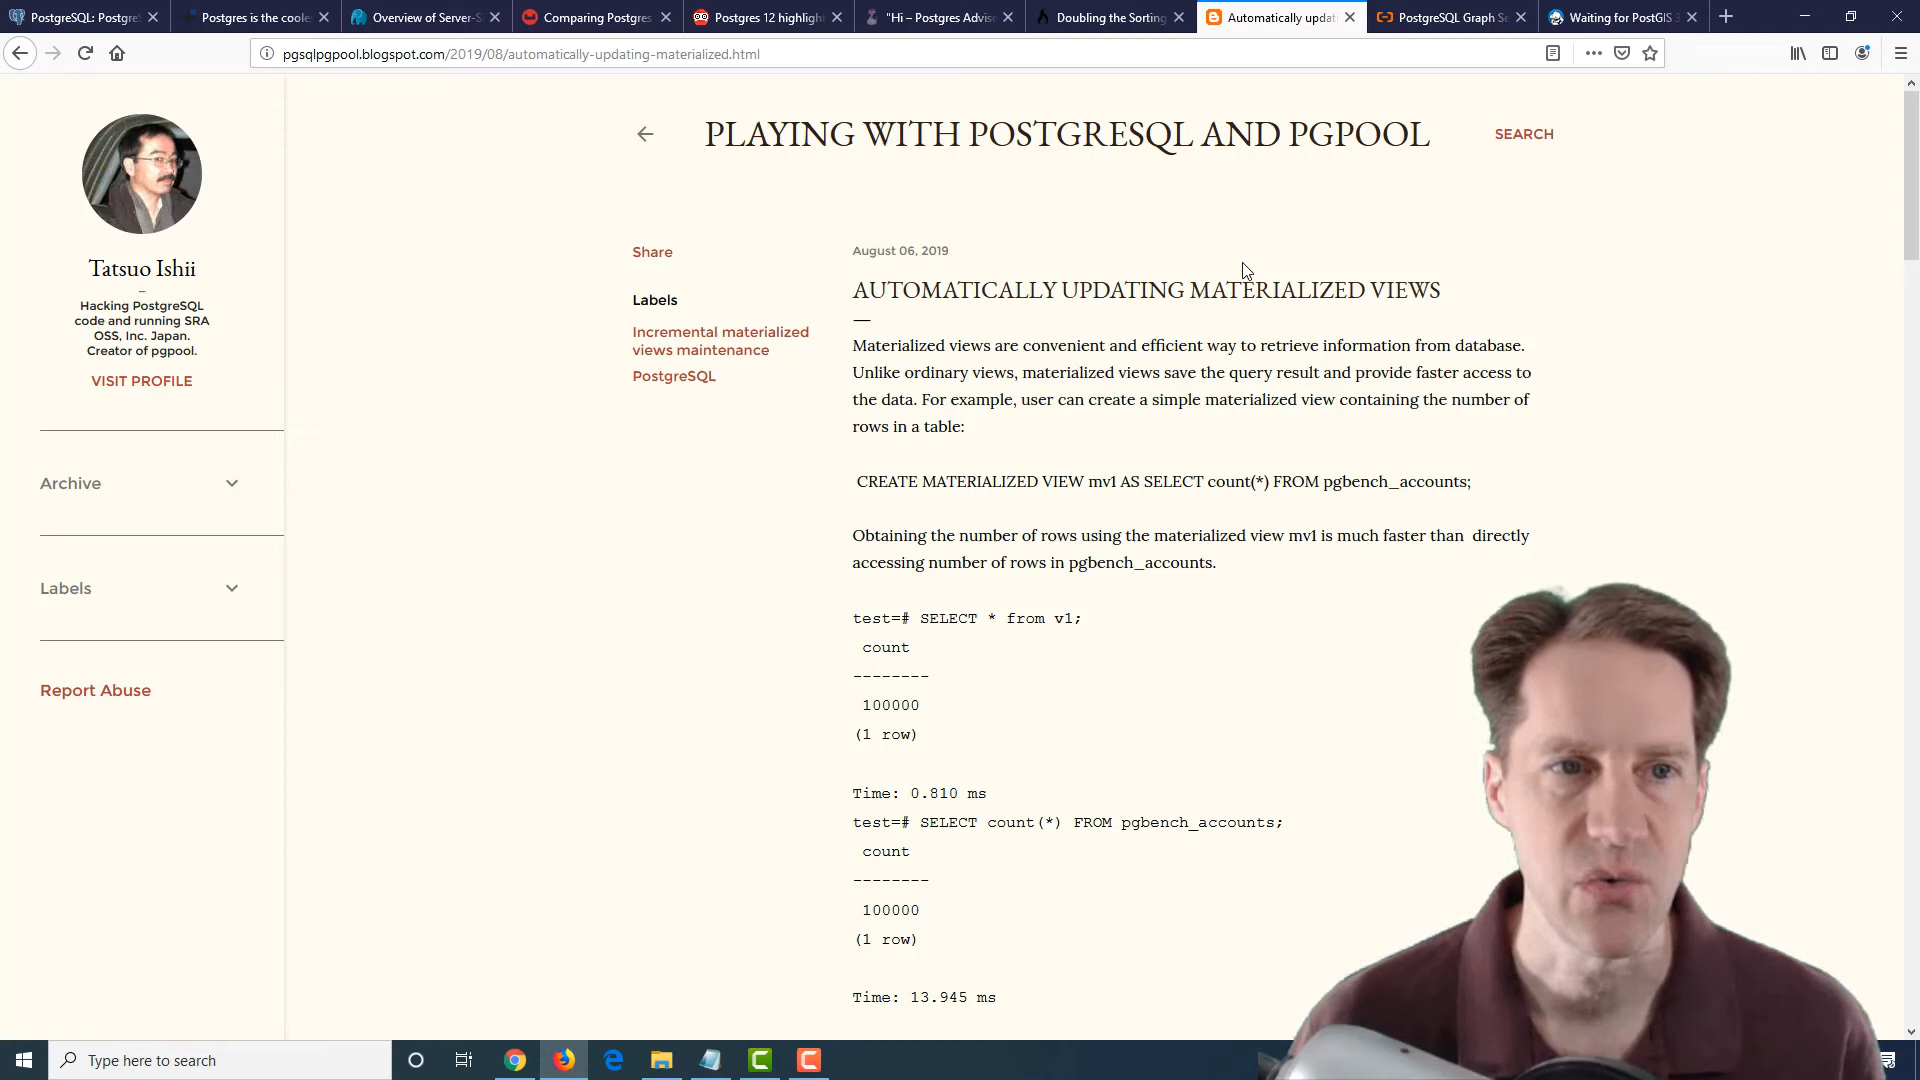 PostgreSQL: PostgreS
Postgres is the cooles
Overview of Server-S
Comparing Postgres
Postgres 12 highlight
"Hi – Postgres Advise
Doubling the Sorting
Automatically updat
PostgreSQL Graph Se
Waiting for PostGIS 3
pgsqlpgpool.blogspot.com/2019/08/automatically-updating-materialized.html
PLAYING WITH POSTGRESQL AND PGPOOL
SEARCH
Tatsuo Ishii
Hacking PostgreSQL
code and running SRA
OSS, Inc. Japan.
Creator of pgpool.
VISIT PROFILE
Archive
Labels
Report Abuse
Share
Labels
Incremental materialized
views maintenance
PostgreSQL
August 06, 2019
AUTOMATICALLY UPDATING MATERIALIZED VIEWS
Materialized views are convenient and efficient way to retrieve information from database.
Unlike ordinary views, materialized views save the query result and provide faster access to
the data. For example, user can create a simple materialized view containing the number of
rows in a table:
CREATE MATERIALIZED VIEW mv1 AS SELECT count(*) FROM pgbench_accounts;
Obtaining the number of rows using the materialized view mv1 is much faster than directly
accessing number of rows in pgbench_accounts.
test=# SELECT * from v1;
count
--------
100000
(1 row)
Time: 0.810 ms
test=# SELECT count(*) FROM pgbench_accounts;
count
--------
100000
(1 row)
Time: 13.945 ms
Type here to search